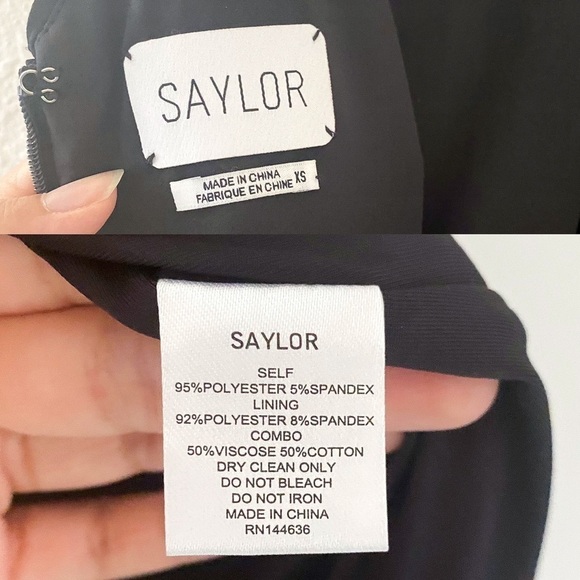 SAYLOR
MADE IN CHINA
FABRIQUE EN CHINE XS
SAYLOR
SELF
95%POLYESTER 5%SPANDEX
LINING
92%POLYESTER 8%SPANDEX
COMBO
50%VISCOSE 50%COTTON
DRY CLEAN ONLY
DO NOT BLEACH
DO NOT IRON
MADE IN CHINA
RN144636